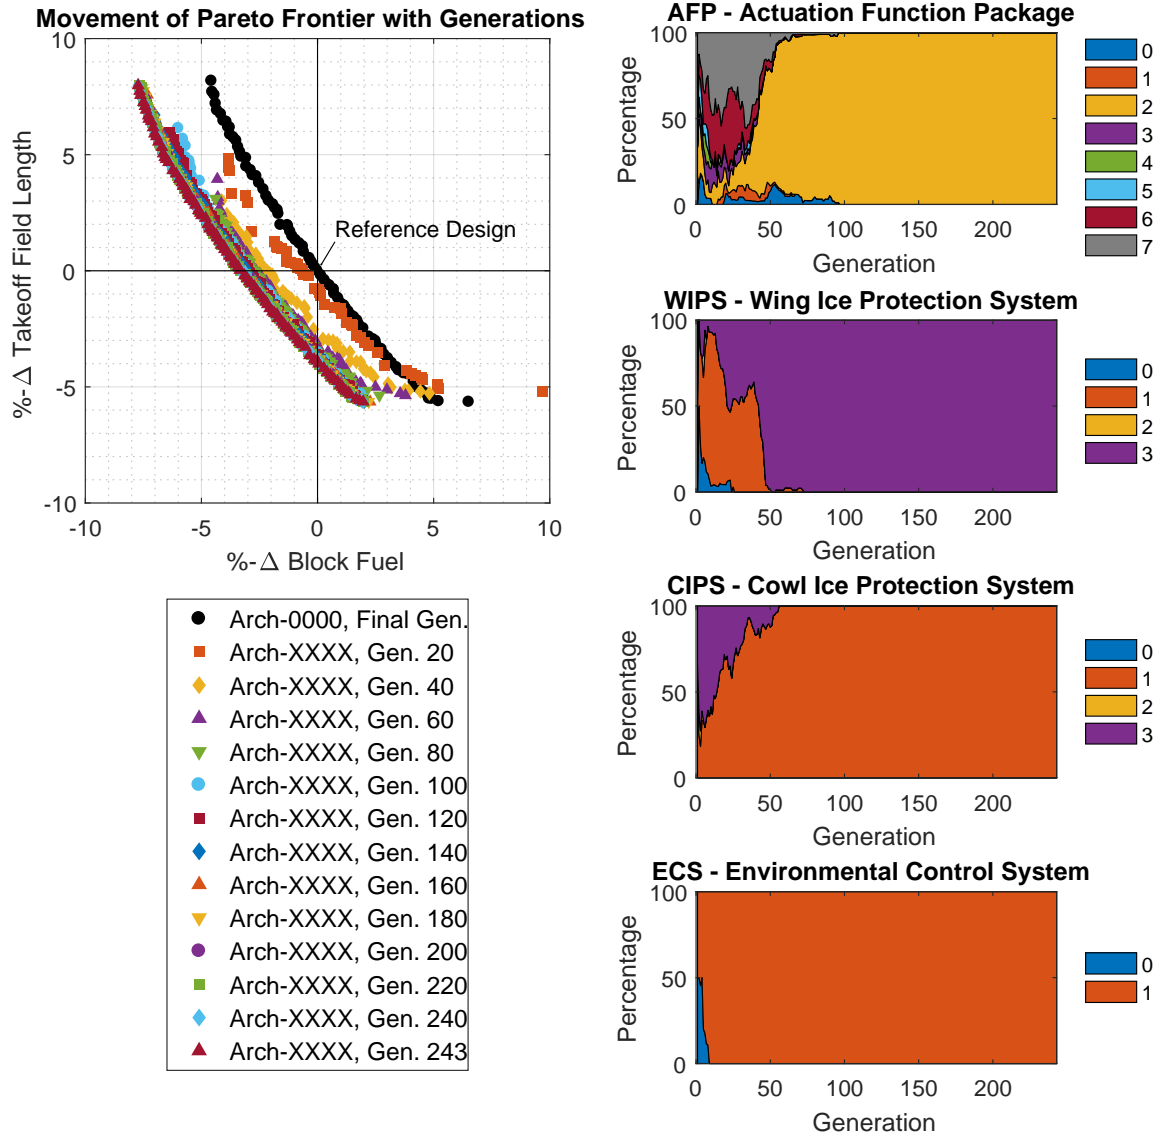 Movement of Pareto Frontier with Generations
%-Δ Takeoff Field Length
10
5
0
-5
-10
Reference Design
-10
-5
0
5
10
%-Δ Block Fuel
Arch-0000, Final Gen.
Arch-XXXX, Gen. 20
Arch-XXXX, Gen. 40
Arch-XXXX, Gen. 60
Arch-XXXX, Gen. 80
Arch-XXXX, Gen. 100
Arch-XXXX, Gen. 120
Arch-XXXX, Gen. 140
Arch-XXXX, Gen. 160
Arch-XXXX, Gen. 180
Arch-XXXX, Gen. 200
Arch-XXXX, Gen. 220
Arch-XXXX, Gen. 240
Arch-XXXX, Gen. 243
AFP - Actuation Function Package
Percentage
100
50
0
0
50
100
150
200
Generation
0
1
2
3
4
5
6
7
WIPS - Wing Ice Protection System
Percentage
100
50
0
0
50
100
150
200
Generation
0
1
2
3
CIPS - Cowl Ice Protection System
Percentage
100
50
0
0
50
100
150
200
Generation
0
1
2
3
ECS - Environmental Control System
Percentage
100
50
0
0
50
100
150
200
Generation
0
1